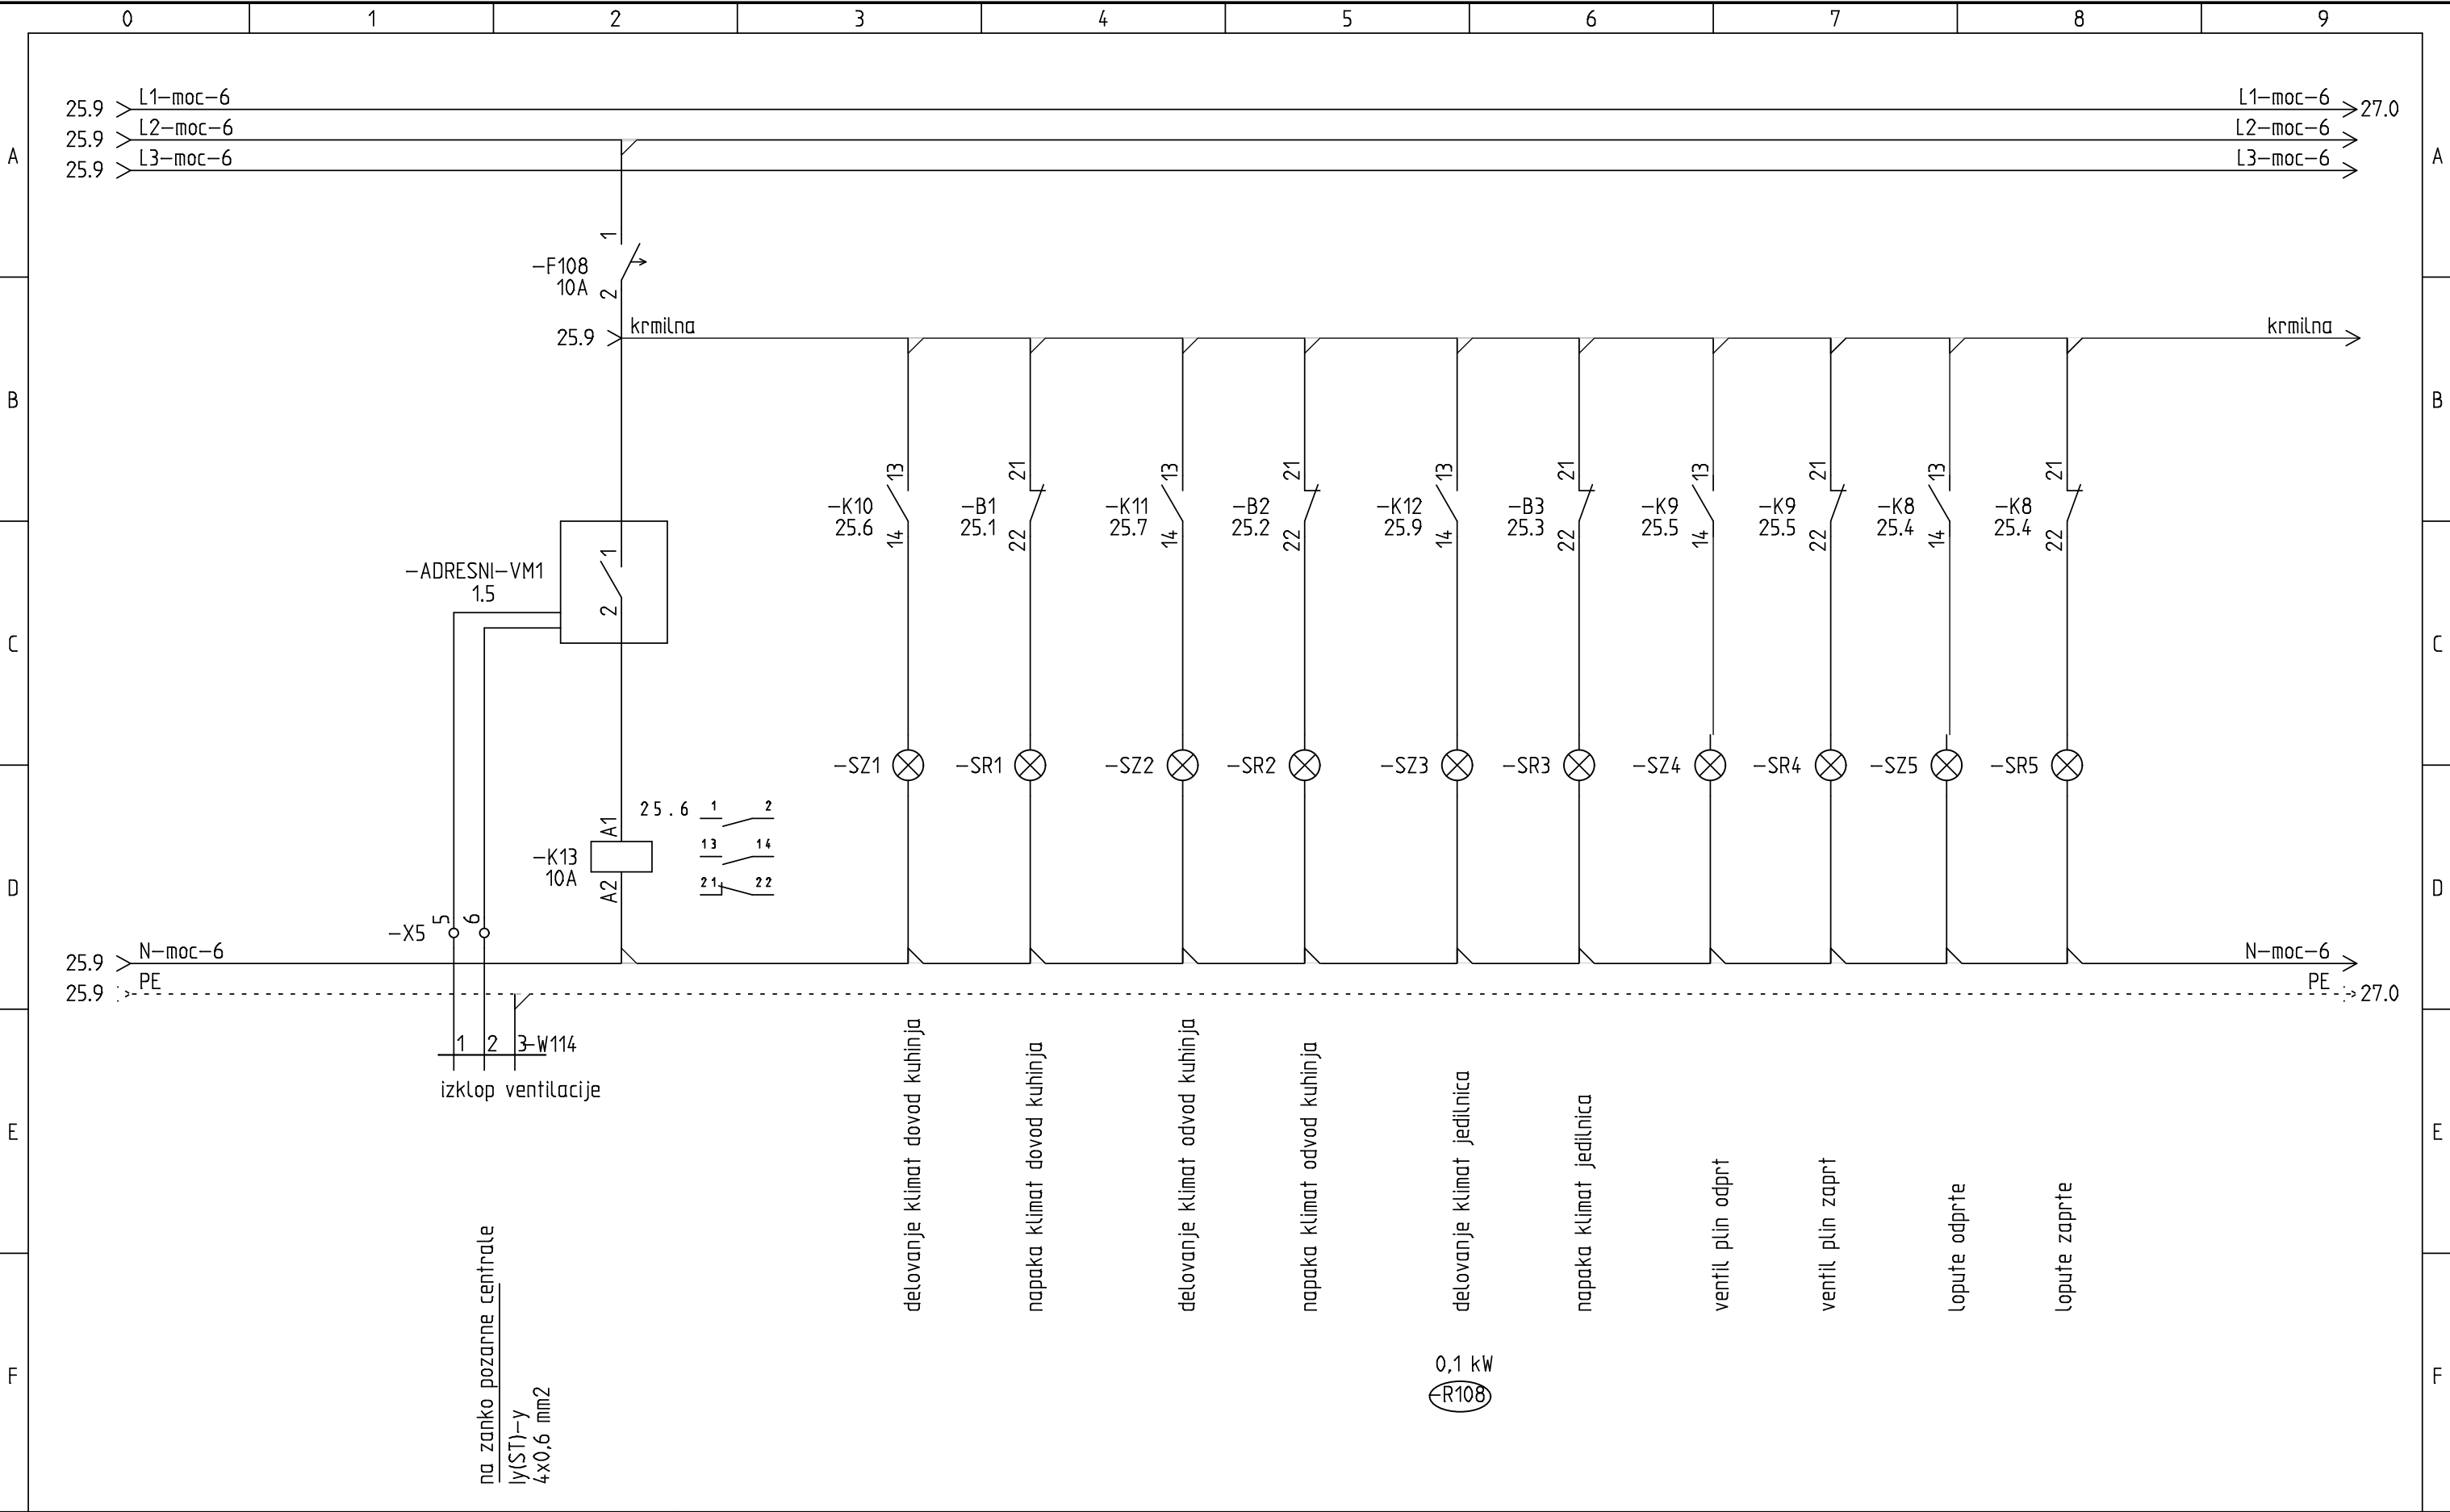 0 1 2 3 4 5 6 7 8 9
25.9 L1-moc-6 L1-moc-6 27.0
25.9 L2-moc-6 L2-moc-6
25.9 L3-moc-6 L3-moc-6
A A
1
-F108
10A
2
25.9 krmilna krmilna
B B
13 21 13 21 13 21 13 21 13 21
-K10 -B1 -K11 -B2 -K12 -B3 -K9 -K9 -K8 -K8
25.6 25.1 25.7 25.2 25.9 25.3 25.5 25.5 25.4 25.4
14 22 14 22 14 22 14 22 14 22
1
-ADRESNI-VM1
1.5
2
C C
-SZ1 -SR1 -SZ2 -SR2 -SZ3 -SR3 -SZ4 -SR4 -SZ5 -SR5
25.6 1 2
A1
13 14
-K13
10A
21 22
A2
D D
-X5 5 6
25.9 N-moc-6 N-moc-6
25.9 PE PE 27.0
1 2 3 -W114
izklop ventilacije
E E
delovanje klimat dovod kuhinja
napaka klimat dovod kuhinja
delovanje klimat odvod kuhinja
napaka klimat odvod kuhinja
delovanje klimat jedilnica
napaka klimat jedilnica
ventil plin odprt
ventil plin zaprt
lopute odprte
lopute zaprte
na zanko pozarne centrale
Iy(ST)-y
4x0,6 mm2
F F
0,1 kW
-R108